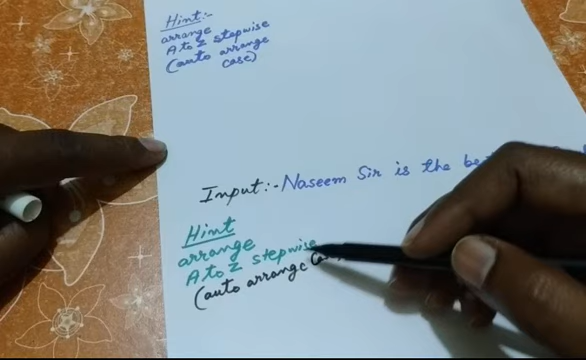 Hint:-
arrange
A to Z stepwise
(auto arrange
case)
Input:- Naseem Sir is the
Hint
arrange
A to Z stepwise
(auto arrange